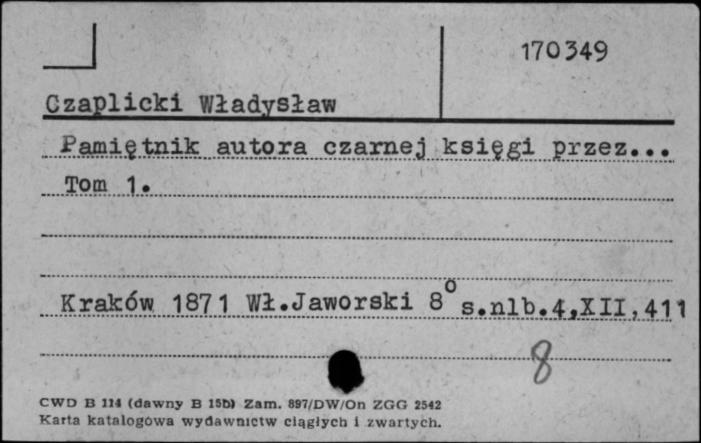 170349
Czaplicki Władysław
Pamiętnik autora czarnej księgi przez...
Tom 1.
Kraków 1871 Wł.Jaworski 8° s.nlb.4,XII,411
8
CWD B 114 (dawny B 15b) Zam. 897/DW/On ZGG 2542
Karta katalogowa wydawnictw ciągłych i zwartych.